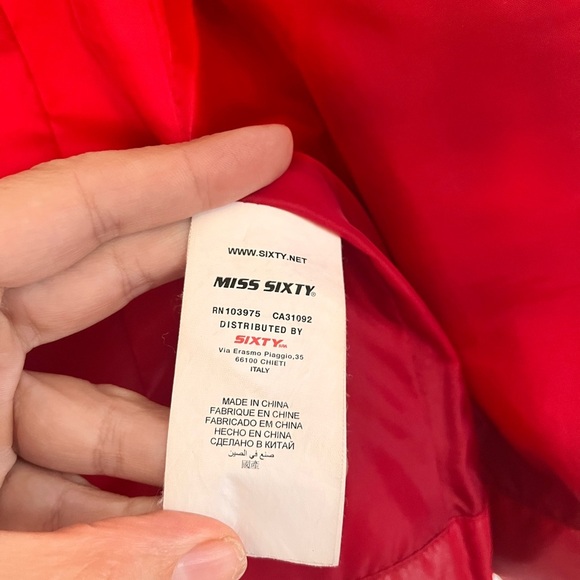 WWW.SIXTY.NET
MISS SIXTY®
RN103975 CA31092
DISTRIBUTED BY
SIXTY
Via Erasmo Piaggio,35
66100 CHIETI
ITALY
MADE IN CHINA
FABRIQUE EN CHINE
FABRICADO EM CHINA
HECHO EN CHINA
СДЕЛАНО В КИТАЙ
صنع في الصين
國產